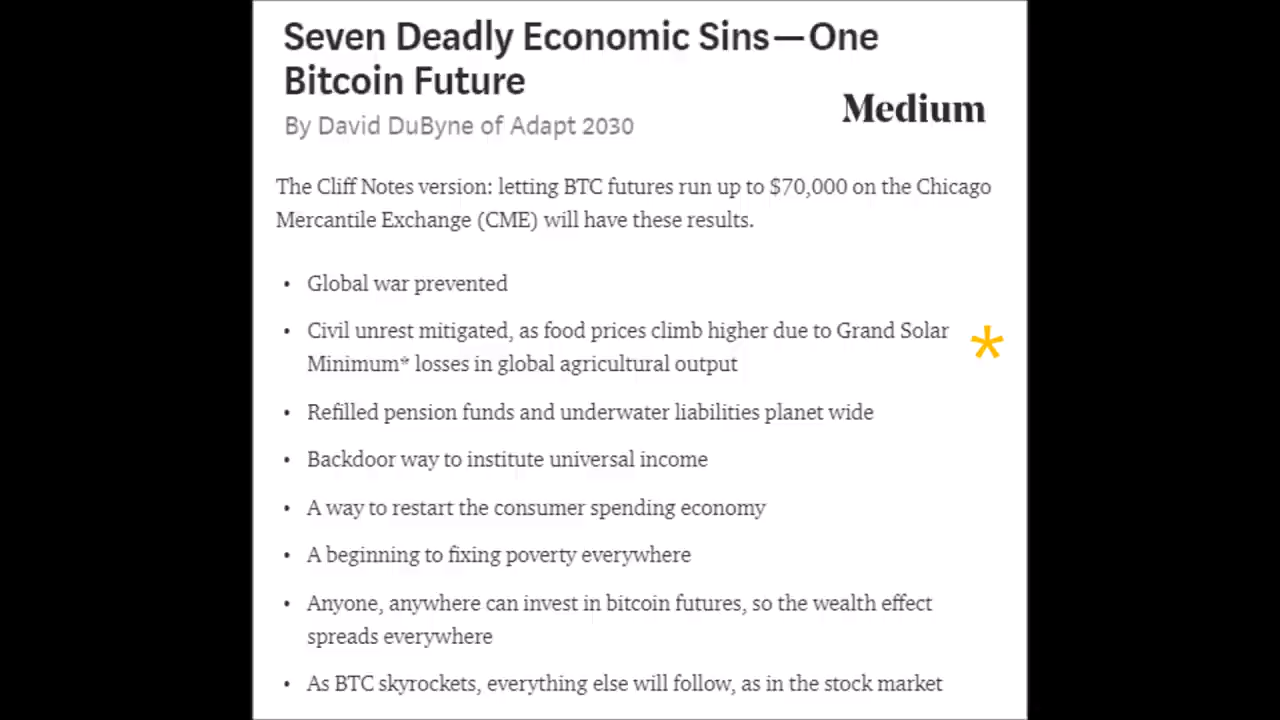 Seven Deadly Economic Sins — One
Bitcoin Future
Medium
By David DuByne of Adapt 2030
The Cliff Notes version: letting BTC futures run up to $70,000 on the Chicago
Mercantile Exchange (CME) will have these results.
• Global war prevented
• Civil unrest mitigated, as food prices climb higher due to Grand Solar
Minimum* losses in global agricultural output
*
• Refilled pension funds and underwater liabilities planet wide
• Backdoor way to institute universal income
• A way to restart the consumer spending economy
• A beginning to fixing poverty everywhere
• Anyone, anywhere can invest in bitcoin futures, so the wealth effect
spreads everywhere
• As BTC skyrockets, everything else will follow, as in the stock market